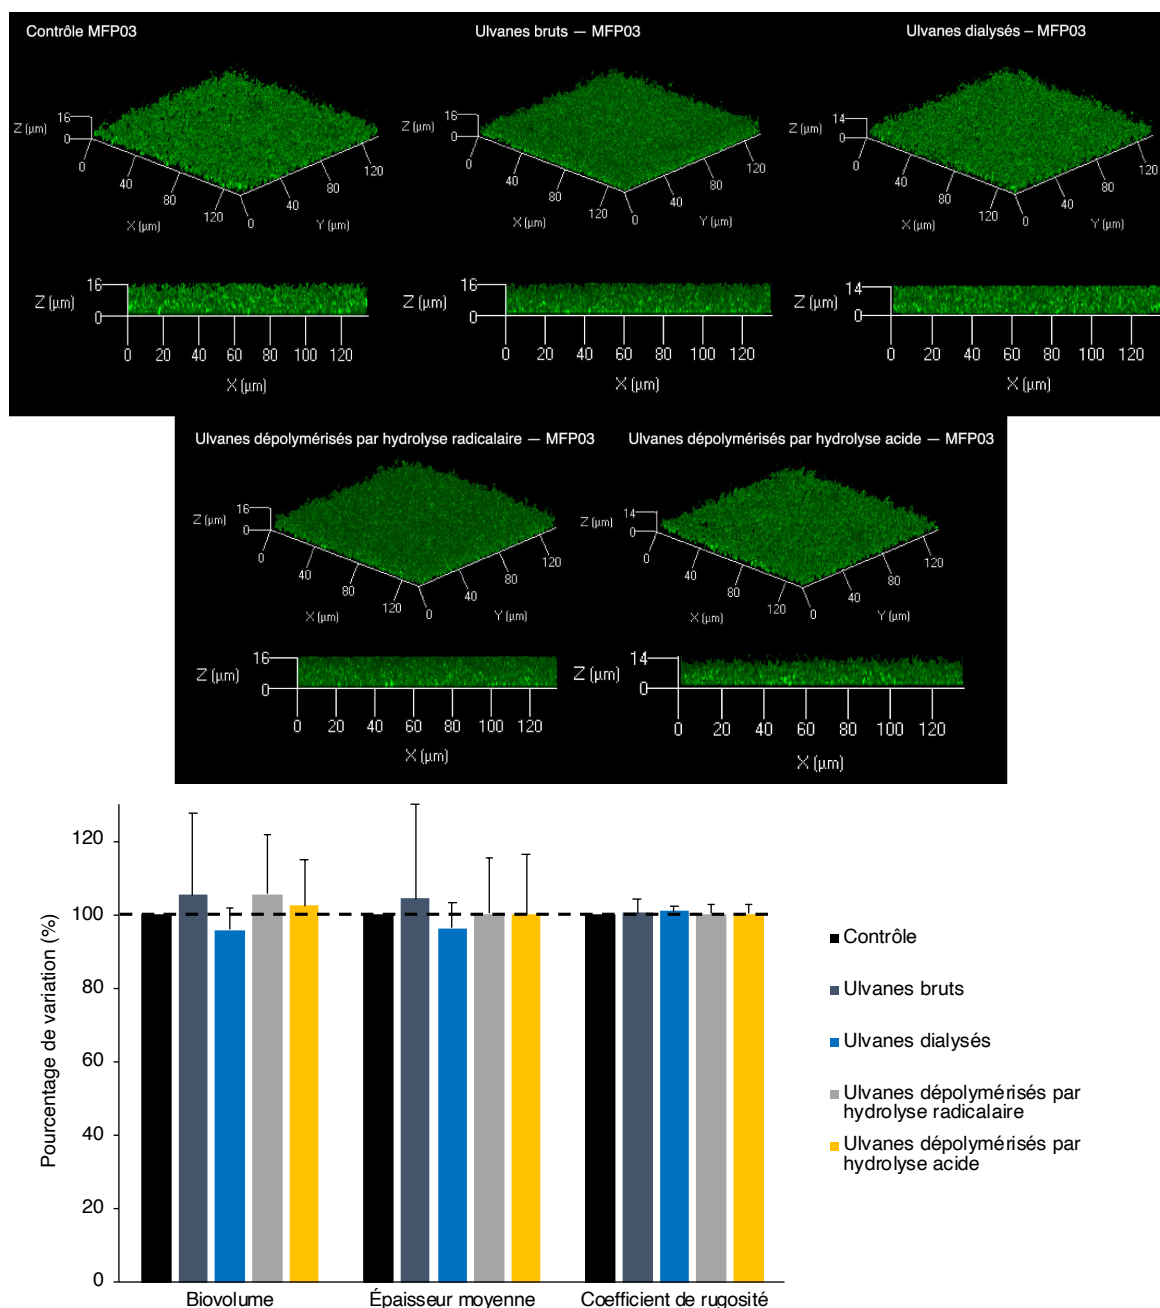 Contrôle MFP03
Ulvanes bruts — MFP03
Ulvanes dialysés – MFP03
Z (µm) 16 0
0 40 80 120
X (µm)
0 40 80 120
Y (µm)
Z (µm) 16 0
0 40 80 120
X (µm)
0 40 80 120
Y (µm)
Z (µm) 14 0
0 40 80 120
X (µm)
0 40 80 120
Y (µm)
Z (µm) 16 0
0 20 40 60 80 100 120
X (µm)
Z (µm) 16 0
0 20 40 60 80 100 120
X (µm)
Z (µm) 14 0
0 20 40 60 80 100 120
X (µm)
Ulvanes dépolymérisés par hydrolyse radicalaire — MFP03
Ulvanes dépolymérisés par hydrolyse acide — MFP03
Z (µm) 16 0
0 40 80 120
X (µm)
0 40 80 120
Y (µm)
Z (µm) 14 0
0 40 80 120
X (µm)
0 40 80 120
Y (µm)
Z (µm) 16 0
0 20 40 60 80 100 120
X (µm)
Z (µm) 14 0
0 20 40 60 80 100 120
X (µm)
Pourcentage de variation (%)
120
100
80
60
40
20
0
Biovolume
Épaisseur moyenne
Coefficient de rugosité
Contrôle
Ulvanes bruts
Ulvanes dialysés
Ulvanes dépolymérisés par
hydrolyse radicalaire
Ulvanes dépolymérisés par
hydrolyse acide